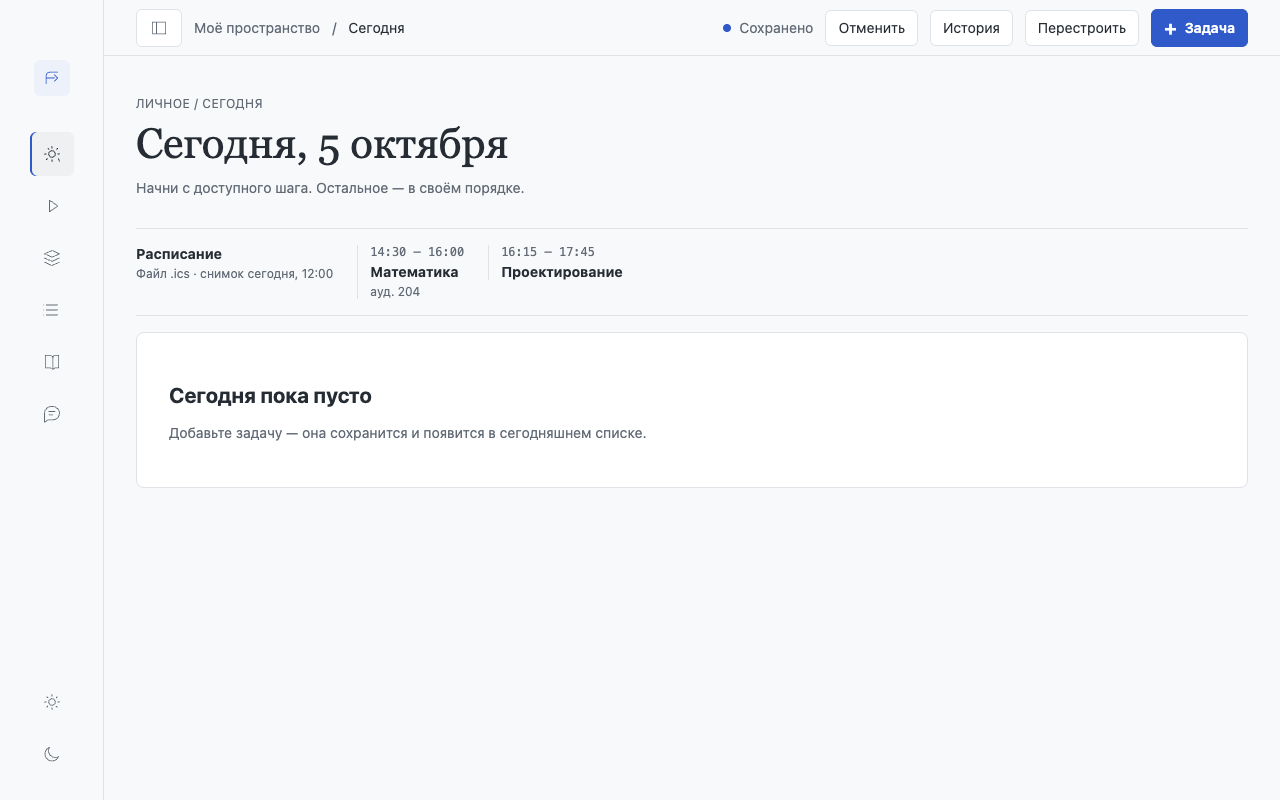 Моё пространство / Сегодня
Сохранено
Отменить
История
Перестроить
+ Задача
ЛИЧНОЕ / СЕГОДНЯ
Сегодня, 5 октября
Начни с доступного шага. Остальное — в своём порядке.
Расписание
Файл .ics · снимок сегодня, 12:00
14:30 — 16:00
Математика
ауд. 204
16:15 — 17:45
Проектирование
Сегодня пока пусто
Добавьте задачу — она сохранится и появится в сегодняшнем списке.